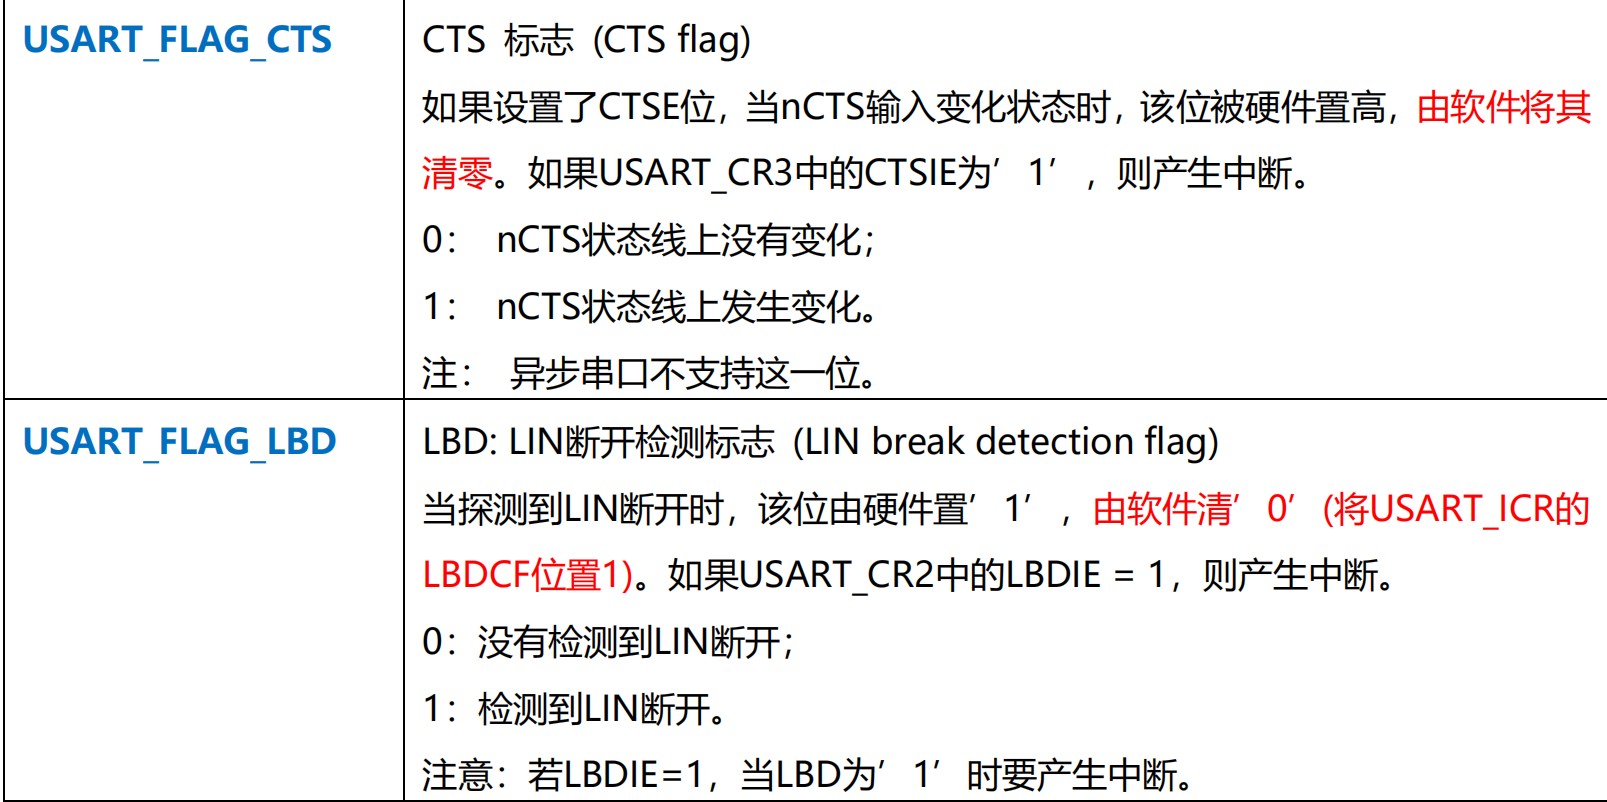 USART_FLAG_CTS
CTS 标志 (CTS flag)
如果设置了CTSE位，当nCTS输入变化状态时，该位被硬件置高，由软件将其
清零。如果USART_CR3中的CTSIE为’1’，则产生中断。
0： nCTS状态线上没有变化；
1： nCTS状态线上发生变化。
注： 异步串口不支持这一位。
USART_FLAG_LBD
LBD: LIN断开检测标志 (LIN break detection flag)
当探测到LIN断开时，该位由硬件置’1’，由软件清’0’(将USART_ICR的
LBDCF位置1)。如果USART_CR2中的LBDIE = 1，则产生中断。
0：没有检测到LIN断开；
1：检测到LIN断开。
注意：若LBDIE=1，当LBD为’1’时要产生中断。